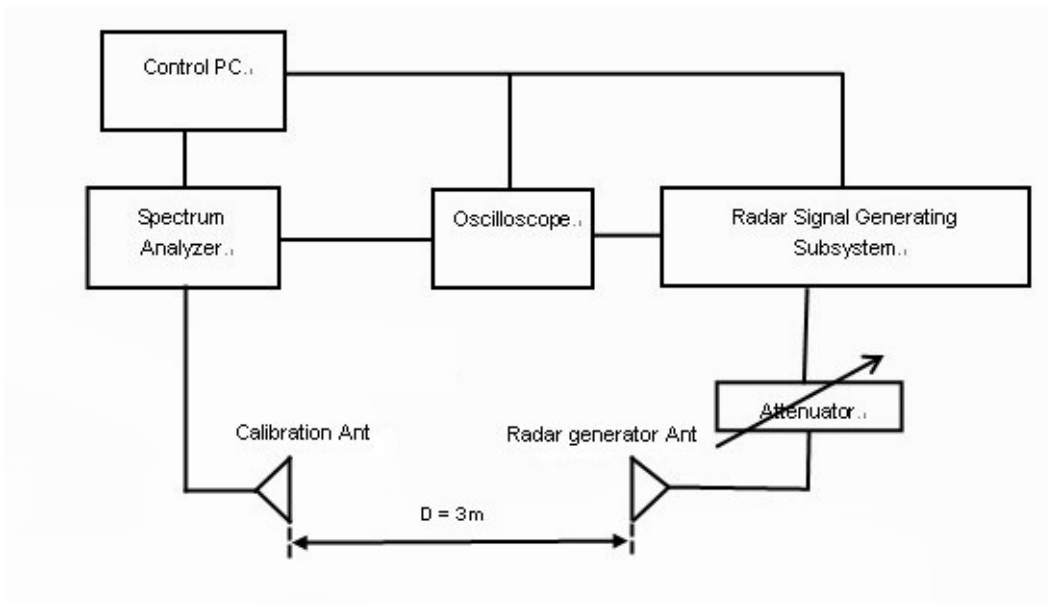 Control PC.
Spectrum
Analyzer.
Oscilloscope.
Radar Signal Generating
Subsystem.
Attenuator.
Calibration Ant
Radar generator Ant
D = 3m